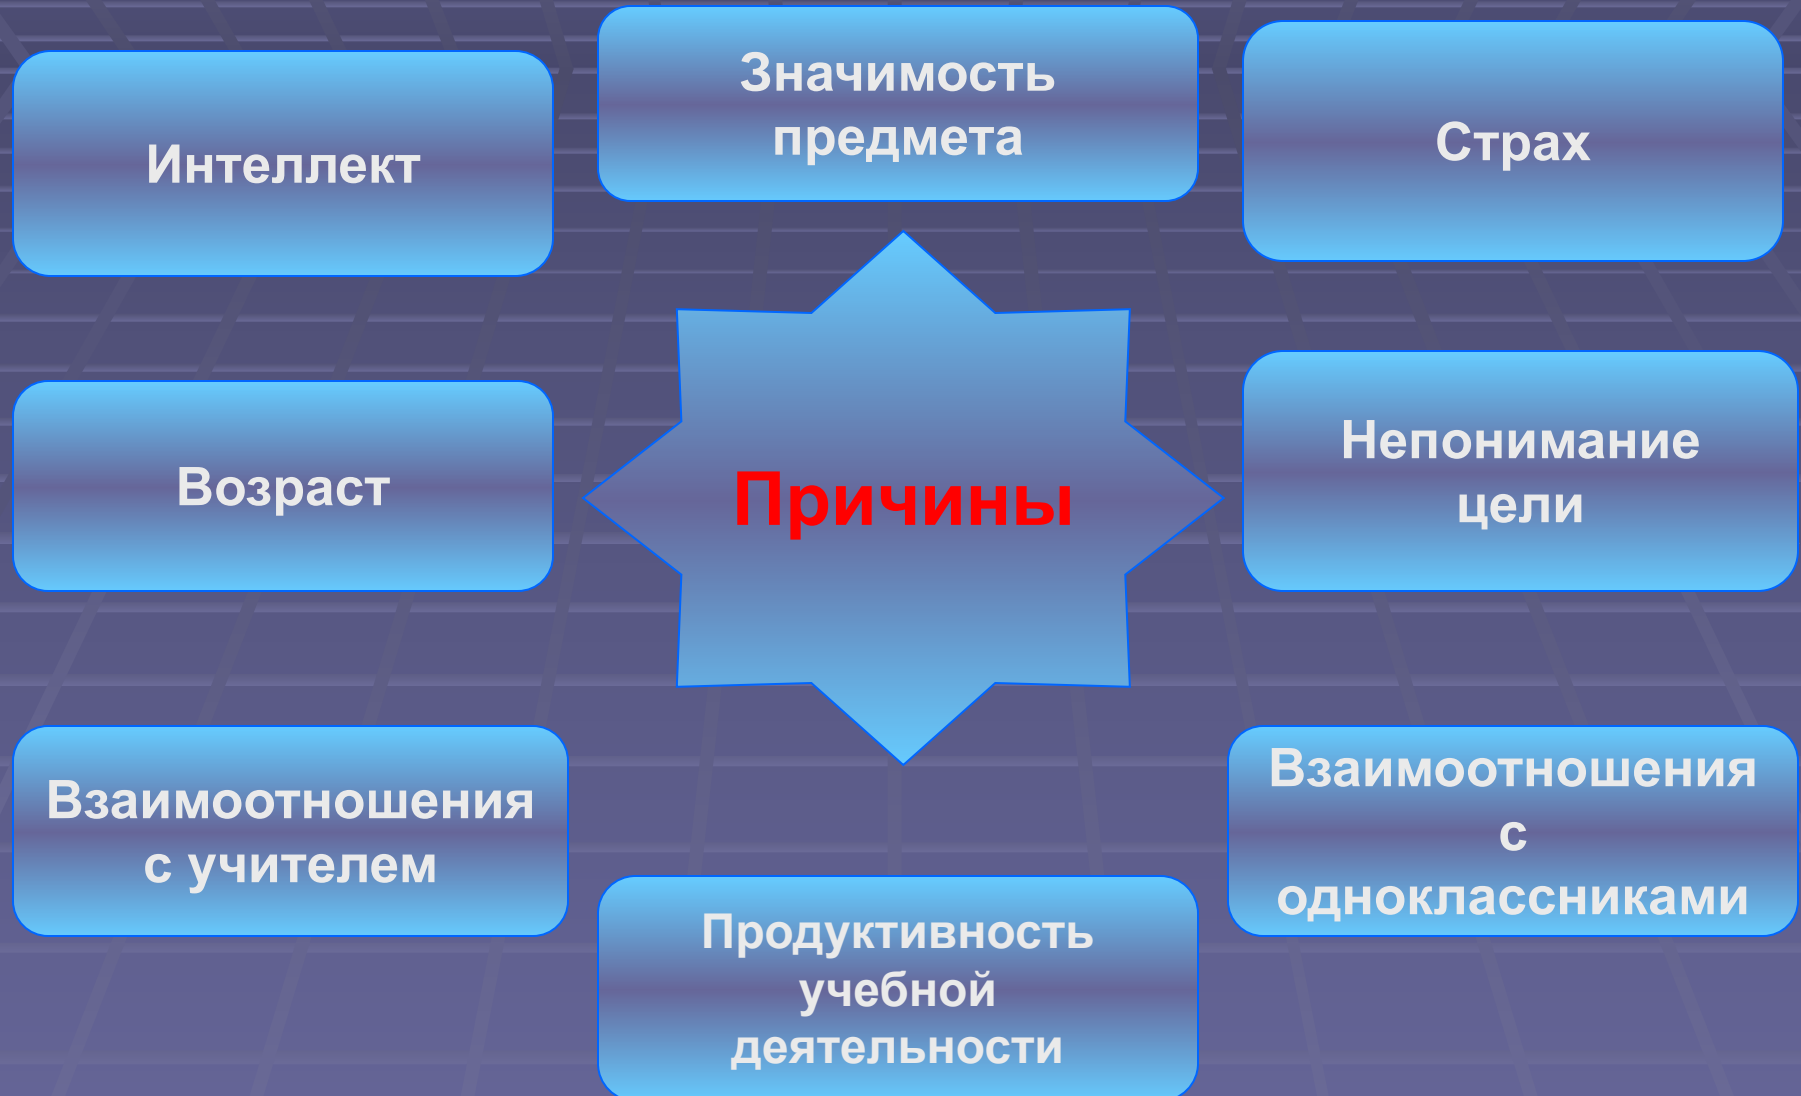 Интеллект
Значимость
предмета
Страх
Возраст
Причины
Непонимание
цели
Взаимоотношения
с учителем
Продуктивность
учебной
деятельности
Взаимоотношения
с
одноклассниками